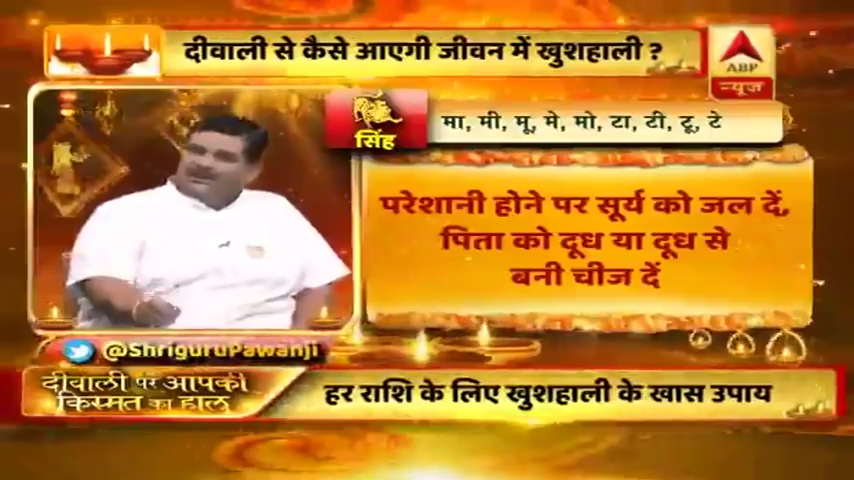 दीवाली से कैसे आएगी जीवन में खुशहाली ?
ABP
न्यूज़
सिंह
मा, मी, मू, मे, मो, टा, टी, टू, टे
परेशानी होने पर सूर्य को जल दें,
पिता को दूध या दूध से
बनी चीज दें
@ShriguruPawanji
दीवाली पर आपकी
किस्मत का हाल
हर राशि के लिए खुशहाली के खास उपाय